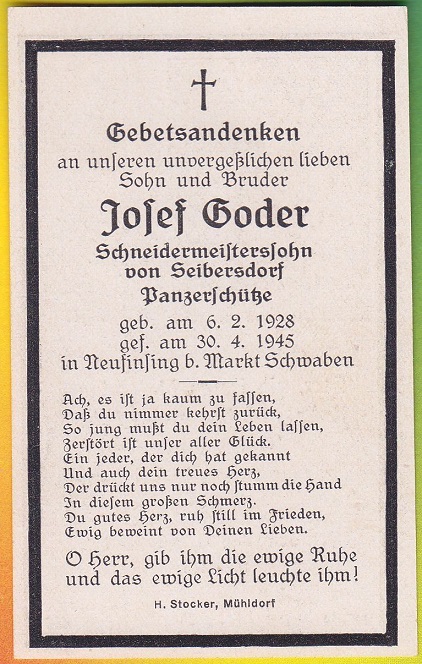 Gebetsandenken
an unseren unvergeßlichen lieben
Sohn und Bruder
Josef Goder
Schneidermeisterssohn
von Seibersdorf
Panzerschütze
geb. am 6. 2. 1928
gef. am 30. 4. 1945
in Neufinsing b. Markt Schwaben
Ach, es ist ja kaum zu fassen,
Daß du nimmer kehrst zurück,
So jung mußt du dein Leben lassen,
Zerstört ist unser aller Glück.
Ein jeder, der dich hat gekannt
Und auch dein treues Herz,
Der drückt uns nur noch stumm die Hand
In diesem großen Schmerz.
Du gutes Herz, ruh still im Frieden,
Ewig beweint von Deinen Lieben.
O Herr, gib ihm die ewige Ruhe
und das ewige Licht leuchte ihm!
H. Stocker, Mühldorf